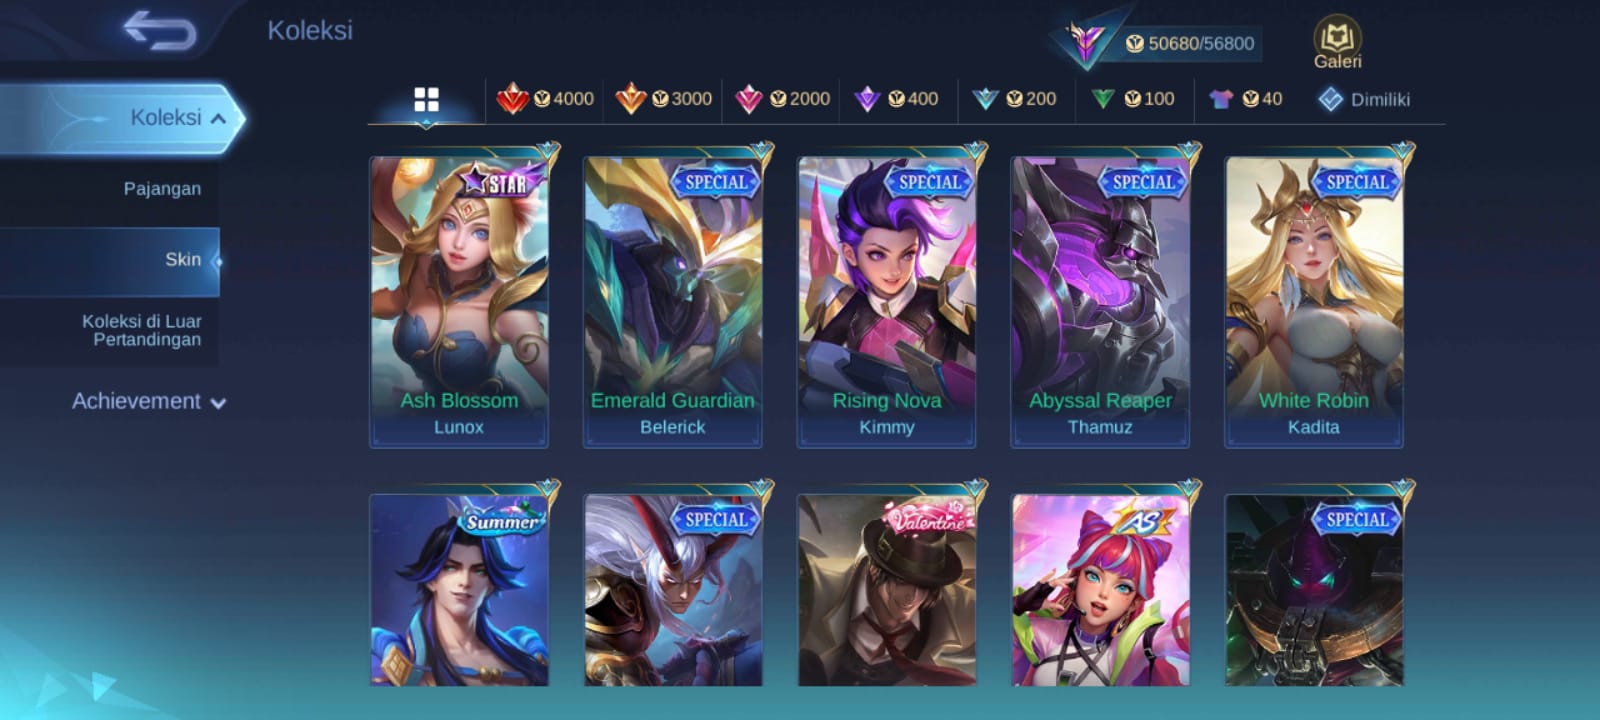 Koleksi
50680/56800
Galeri
4000
3000
2000
400
200
100
40
Dimiliki
Koleksi
Pajangan
Skin
Koleksi di Luar
Pertandingan
Achievement
STAR
SPECIAL
SPECIAL
SPECIAL
SPECIAL
Ash Blossom
Emerald Guardian
Rising Nova
Abyssal Reaper
White Robin
Lunox
Belerick
Kimmy
Thamuz
Kadita
Summer
SPECIAL
Valentine
AS
SPECIAL